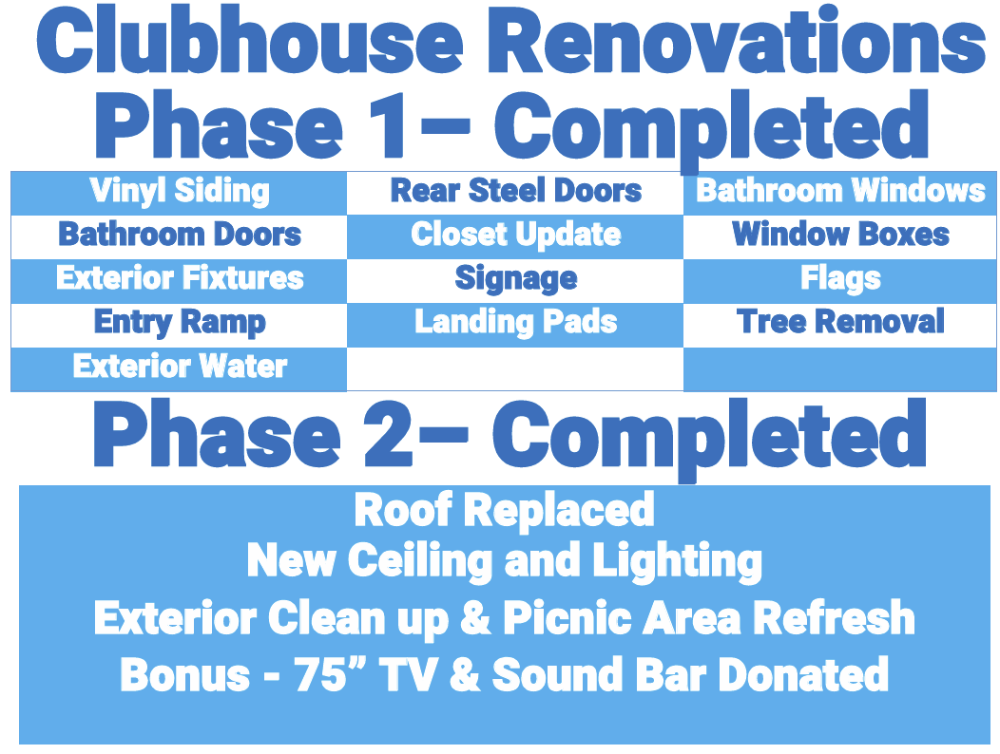 Clubhouse Renovations
Phase 1– Completed
Vinyl Siding Rear Steel Doors Bathroom Windows
Bathroom Doors Closet Update Window Boxes
Exterior Fixtures Signage Flags
Entry Ramp Landing Pads Tree Removal
Exterior Water
Phase 2– Completed
Roof Replaced
New Ceiling and Lighting
Exterior Clean up & Picnic Area Refresh
Bonus - 75” TV & Sound Bar Donated